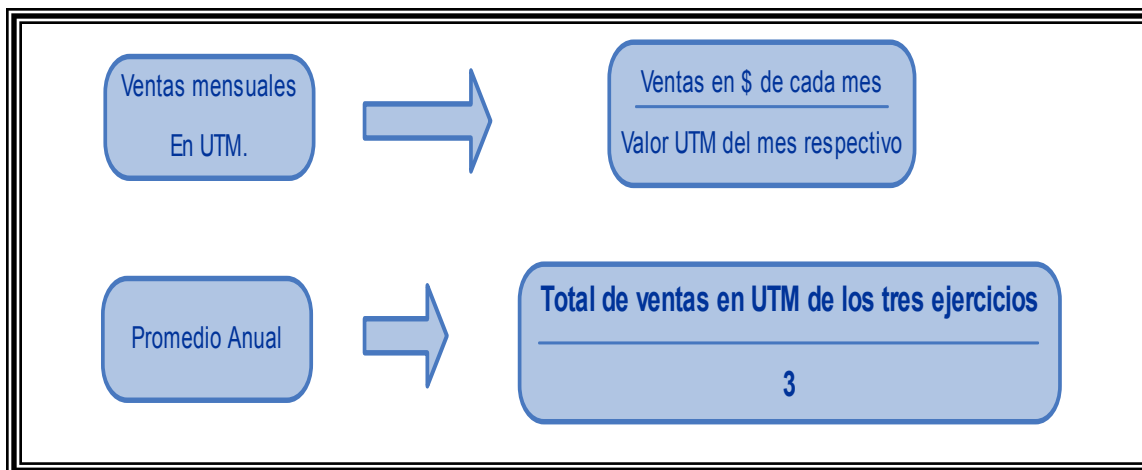 Ventas mensuales
En UTM.
Ventas en $ de cada mes
Valor UTM del mes respectivo
Promedio Anual
Total de ventas en UTM de los tres ejercicios
3